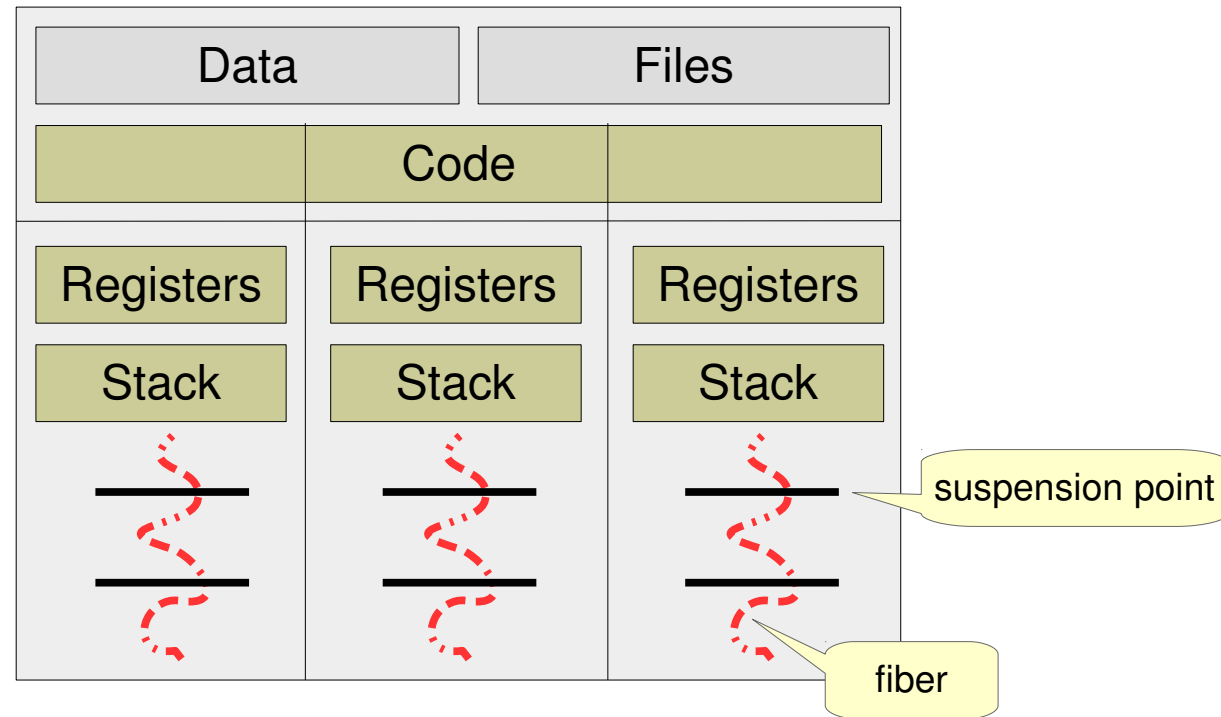 Data
Files
Code
Registers
Registers
Registers
Stack
Stack
Stack
suspension point
fiber